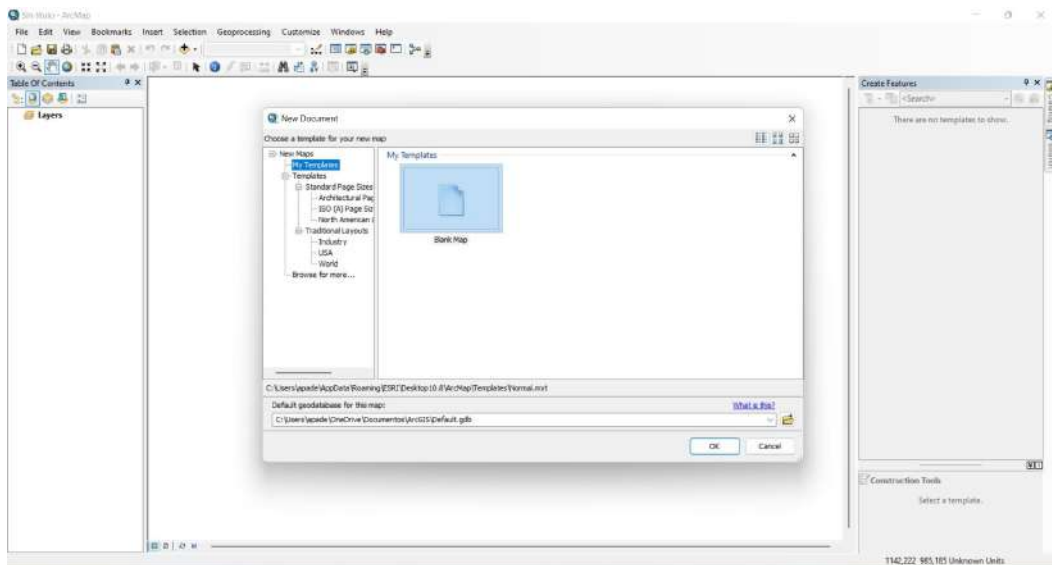 Sin título - ArcMap
File Edit View Bookmarks Insert Selection Geoprocessing Customize Windows Help
Table Of Contents
Layers
New Document
Choose a template for your new map
New Maps
My Templates
Templates
Standard Page Sizes
Architectural Pag
ISO (A) Page Siz
North American
Traditional Layouts
Industry
USA
World
Browse for more...
My Templates
Blank Map
C:\Users\apade\AppData\Roaming\ESRI\Desktop10.8\ArcMap\Templates\Normal.mxt
Default geodatabase for this map:
What is this?
C:\Users\apade\OneDrive\Documentos\ArcGIS\Default.gdb
OK Cancel
Create Features
<Search>
There are no templates to show.
Construction Tools
Select a template.
1142,222 985,185 Unknown Units